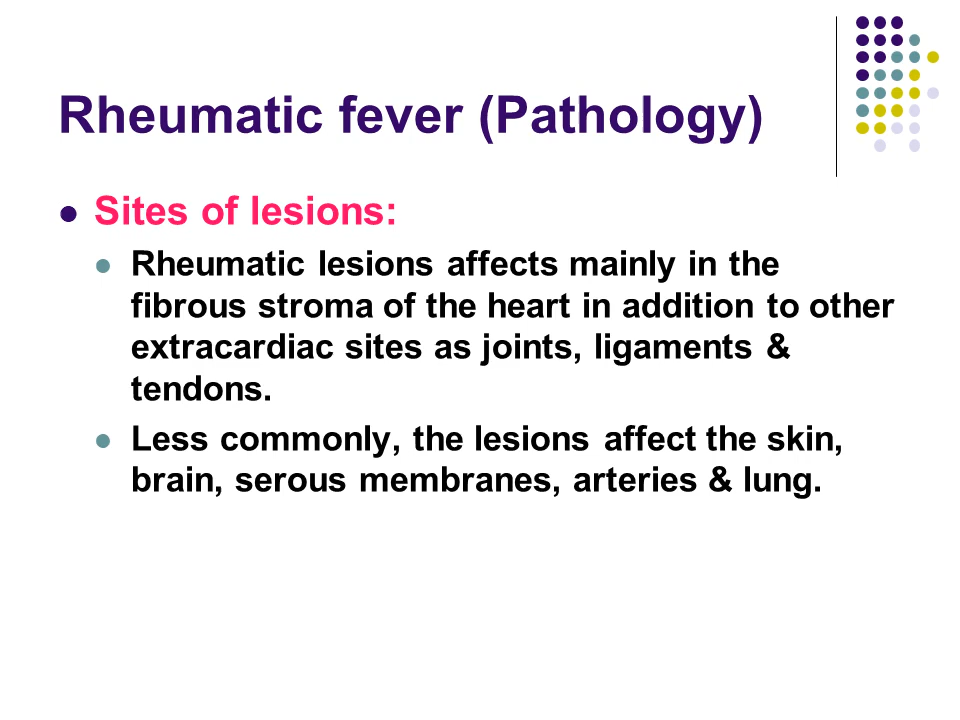 Rheumatic fever (Pathology)
Sites of lesions:
Rheumatic lesions affects mainly in the
fibrous stroma of the heart in addition to other
extracardiac sites as joints, ligaments &
tendons.
Less commonly, the lesions affect the skin,
brain, serous membranes, arteries & lung.